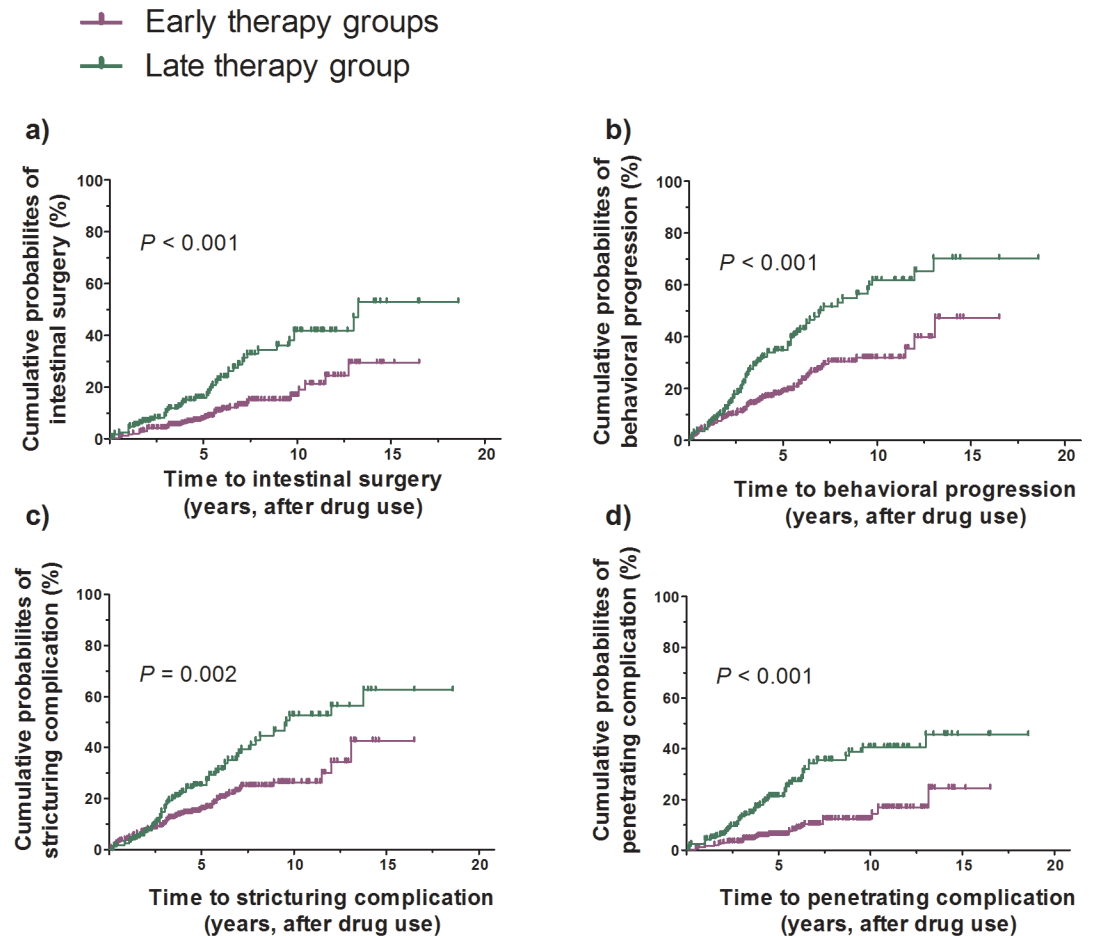 Early therapy groups
Late therapy group
a)
Cumulative probabilites of
intestinal surgery (%)
100
80
60
40
20
0
P < 0.001
5
10
15
20
Time to intestinal surgery
(years, after drug use)
b)
Cumulative probabilites of
behavioral progression (%)
100
80
60
40
20
0
P < 0.001
5
10
15
20
Time to behavioral progression
(years, after drug use)
c)
Cumulative probabilites of
stricturing complication (%)
100
80
60
40
20
0
P = 0.002
5
10
15
20
Time to stricturing complication
(years, after drug use)
d)
Cumulative probabilites of
penetrating complication (%)
100
80
60
40
20
0
P < 0.001
5
10
15
20
Time to penetrating complication
(years, after drug use)